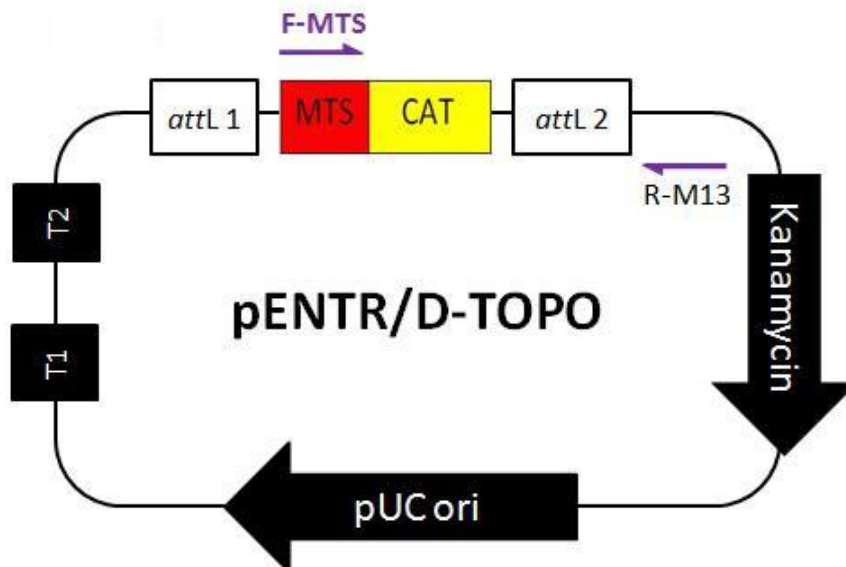 F-MTS
attL 1
MTS
CAT
attL 2
R-M13
T2
Kanamycin
pENTR/D-TOPO
T1
pUC ori